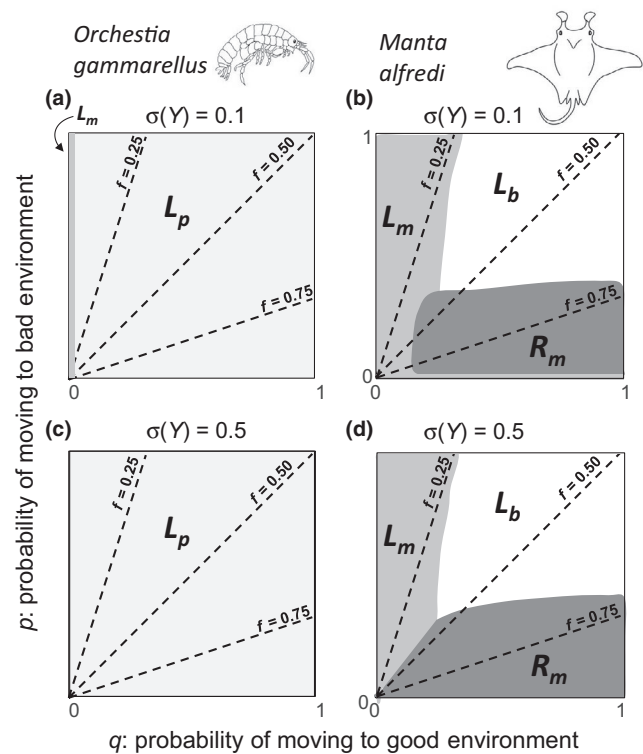 Orchestia
gammarellus
Manta
alfredi
(a)
σ(Y) = 0.1
L_m
f = 0.25
f = 0.50
f = 0.75
L_p
0
1
(b)
σ(Y) = 0.1
1
0
L_m
f = 0.25
L_b
f = 0.50
f = 0.75
R_m
0
1
(c)
σ(Y) = 0.5
f = 0.25
f = 0.50
f = 0.75
L_p
0
1
(d)
σ(Y) = 0.5
L_m
f = 0.25
L_b
f = 0.50
f = 0.75
R_m
0
0
1
p: probability of moving to bad environment
q: probability of moving to good environment